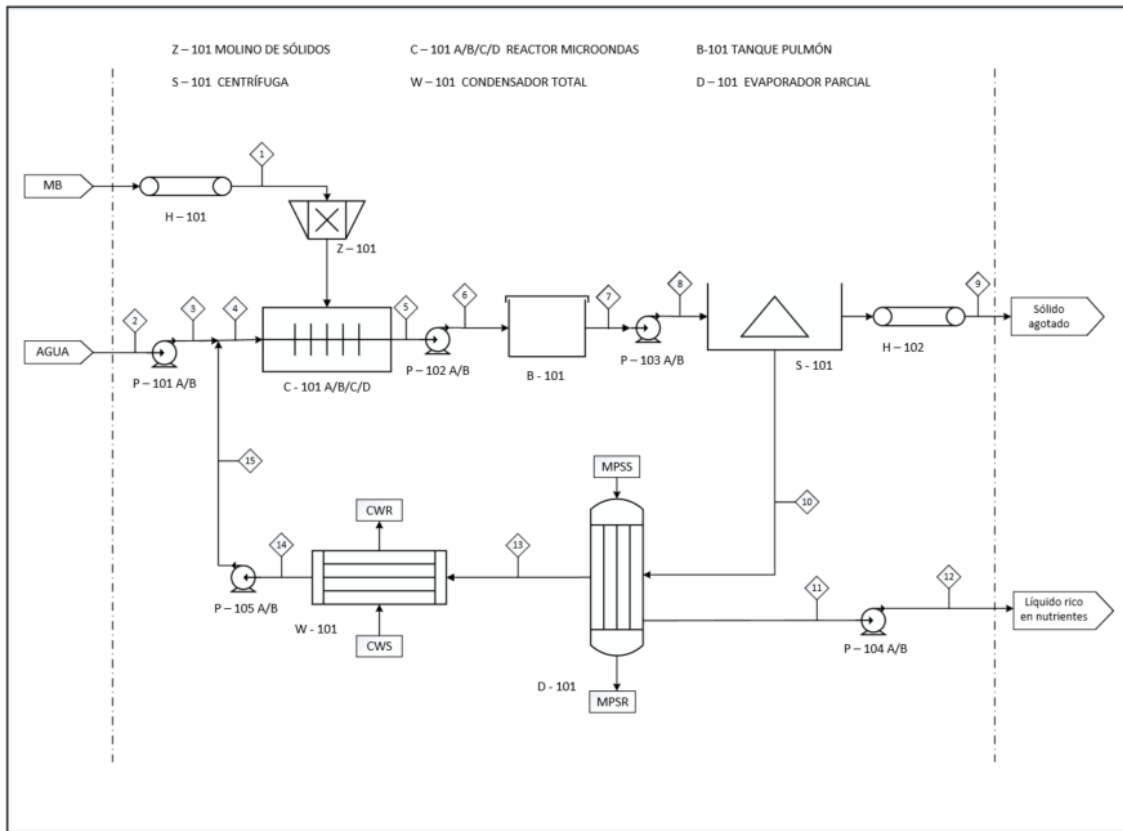 Z – 101 MOLINO DE SÓLIDOS
C – 101 A/B/C/D REACTOR MICROONDAS
B-101 TANQUE PULMÓN
S – 101 CENTRÍFUGA
W – 101 CONDENSADOR TOTAL
D – 101 EVAPORADOR PARCIAL
1
MB
H – 101
Z – 101
2
3
4
5
6
7
8
9
AGUA
Sólido
agotado
P – 101 A/B
C - 101 A/B/C/D
P – 102 A/B
B - 101
P – 103 A/B
S - 101
H – 102
15
MPSS
10
CWR
14
13
11
12
Líquido rico
en nutrientes
P – 105 A/B
W - 101
CWS
P – 104 A/B
D - 101
MPSR